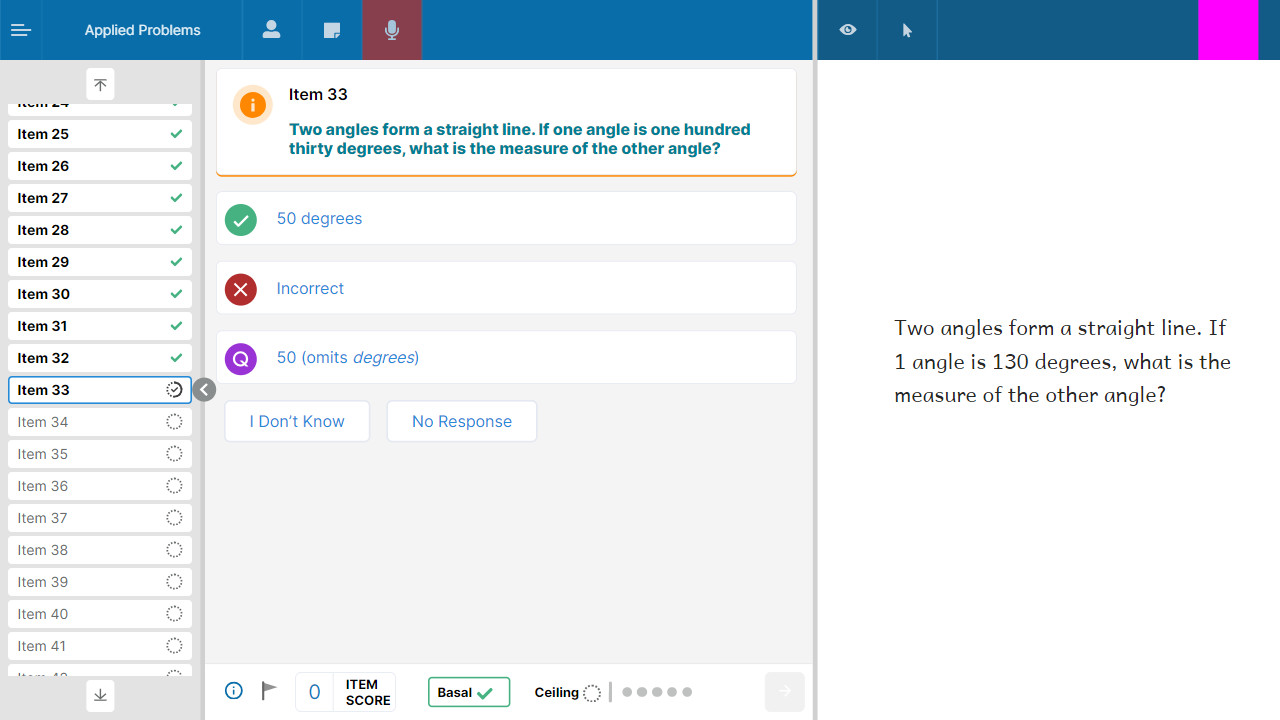 Applied Problems
Item 24
Item 25
Item 26
Item 27
Item 28
Item 29
Item 30
Item 31
Item 32
Item 33
Item 34
Item 35
Item 36
Item 37
Item 38
Item 39
Item 40
Item 41
Item 33
Two angles form a straight line. If one angle is one hundred
thirty degrees, what is the measure of the other angle?
50 degrees
Incorrect
Q
50 (omits degrees)
I Don't Know
No Response
0
ITEM
SCORE
Basal
Ceiling
Two angles form a straight line. If
1 angle is 130 degrees, what is the
measure of the other angle?